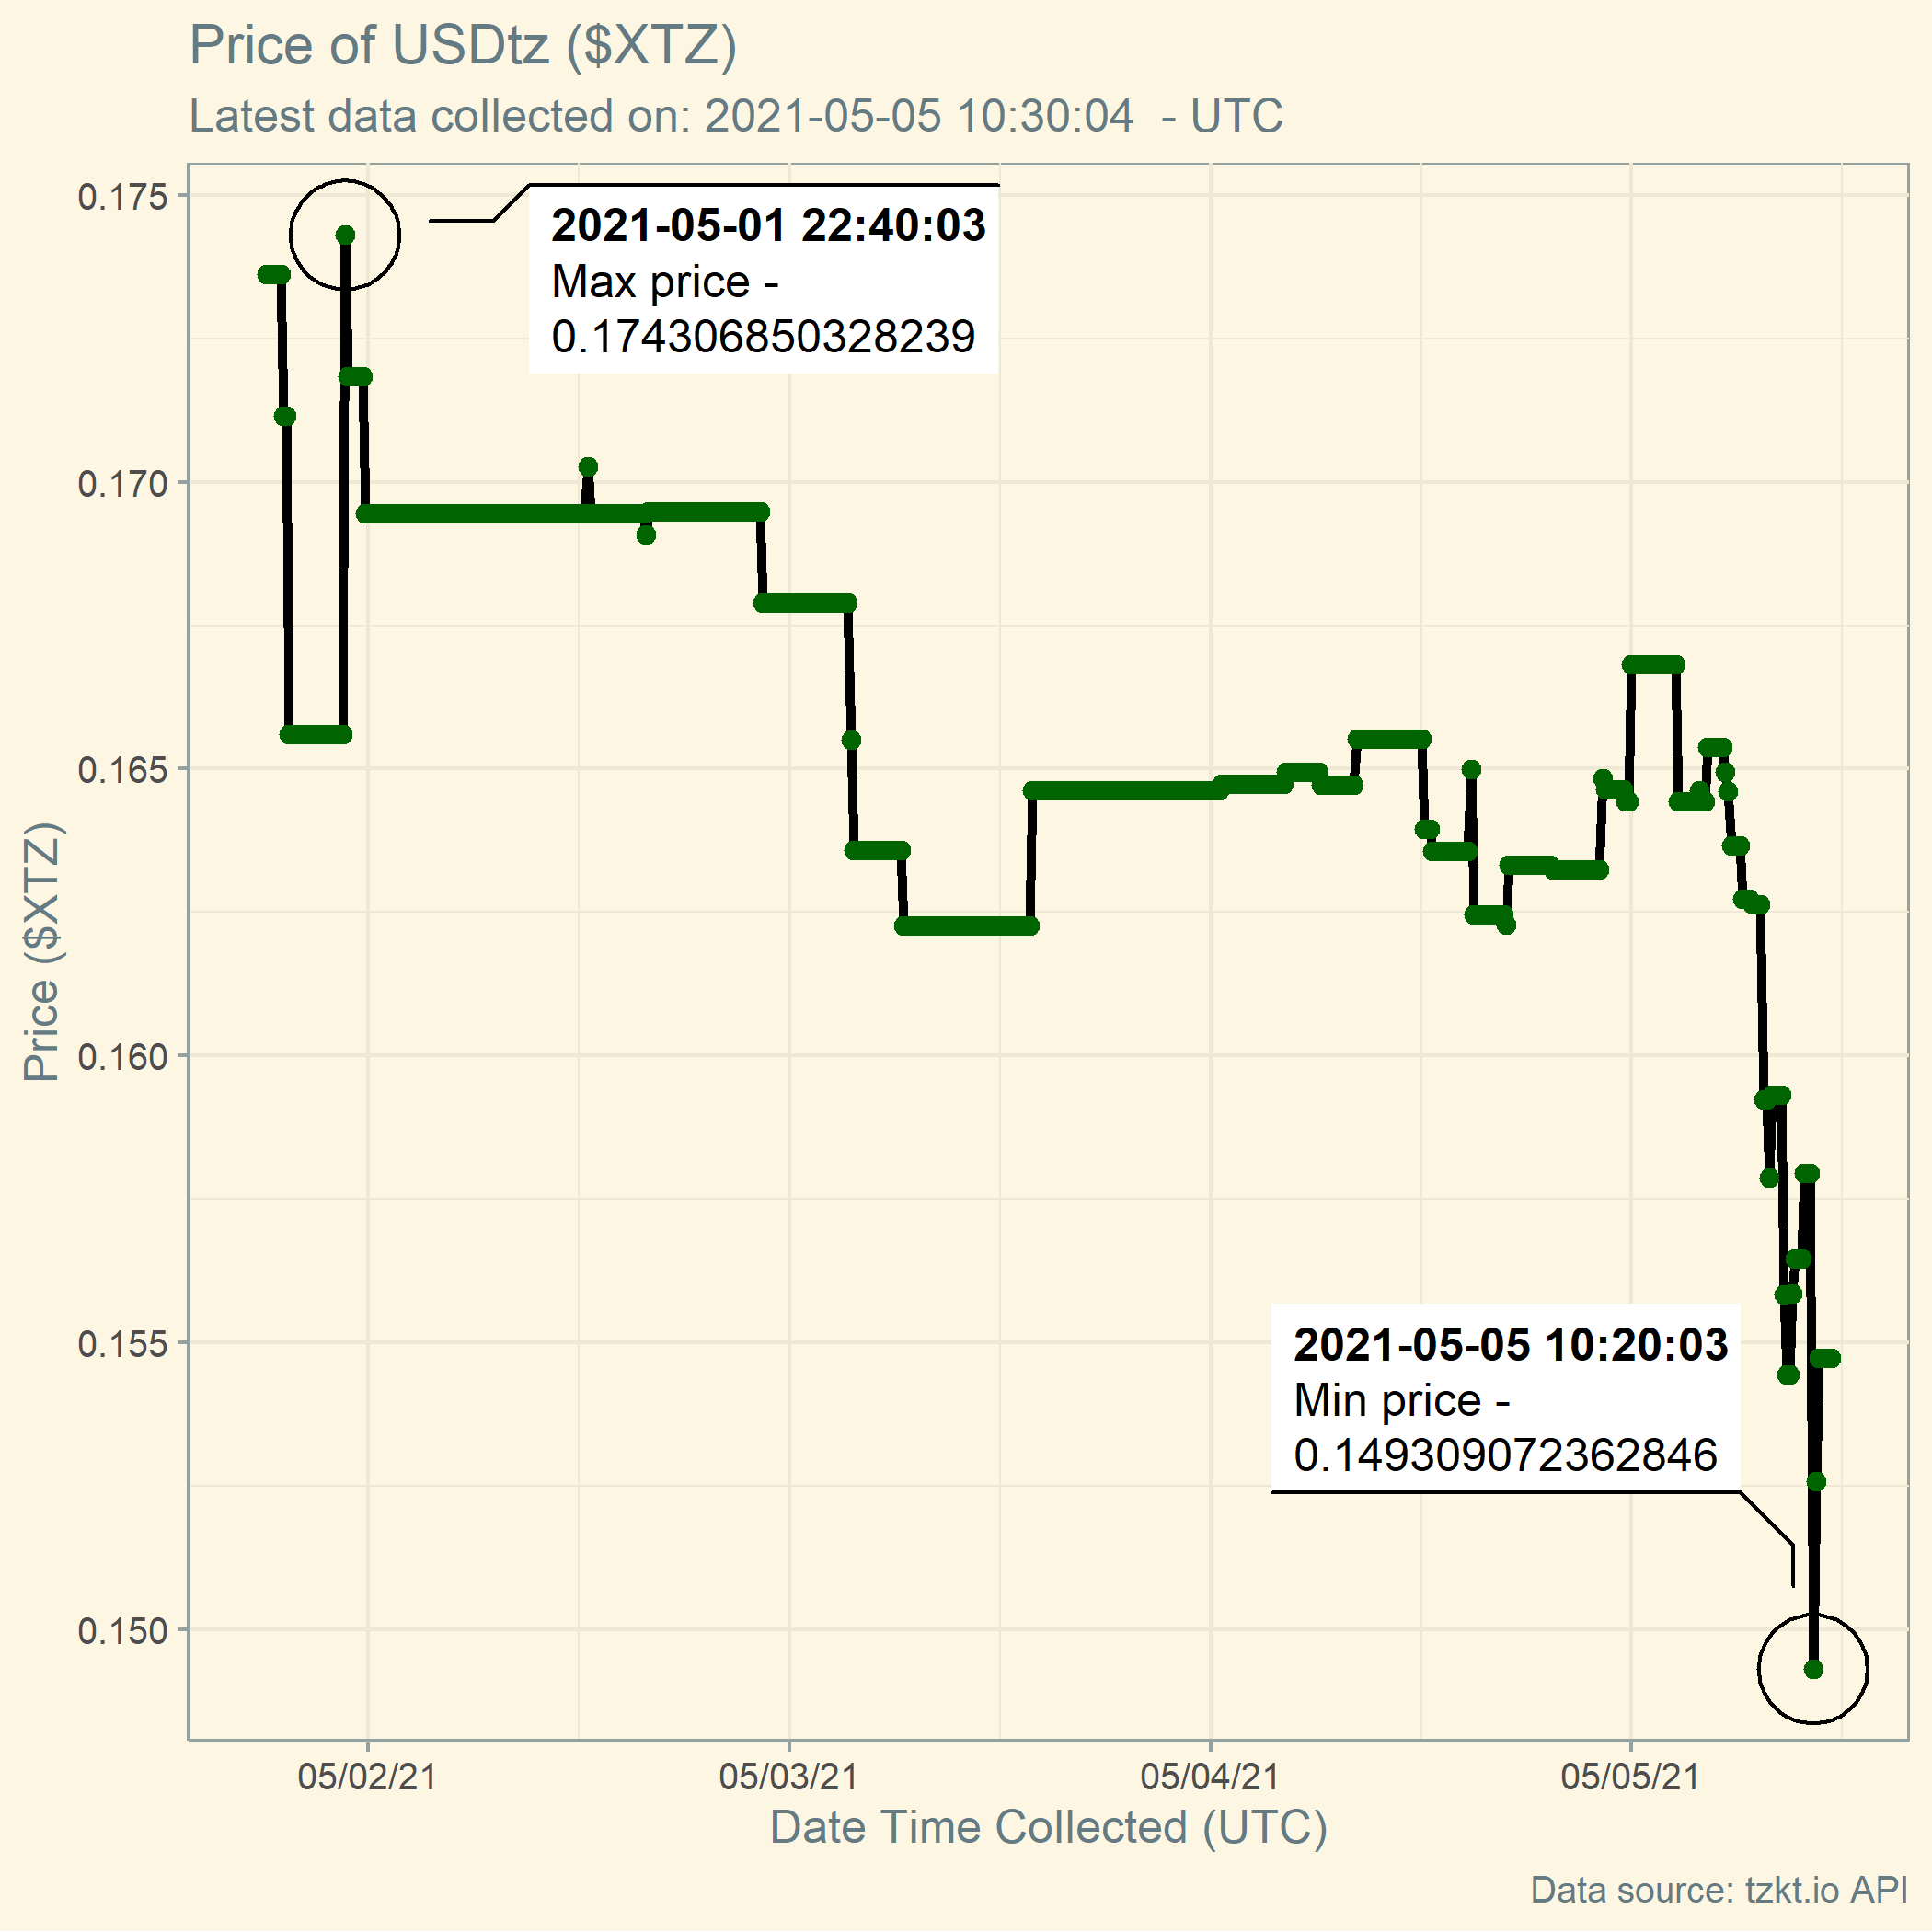 Price of USDtz ($XTZ)
Latest data collected on: 2021-05-05 10:30:04  - UTC
0.175
0.170
0.165
0.160
0.155
0.150
Price ($XTZ)
2021-05-01 22:40:03
Max price -
0.174306850328239
2021-05-05 10:20:03
Min price -
0.149309072362846
05/02/21
05/03/21
05/04/21
05/05/21
Date Time Collected (UTC)
Data source: tzkt.io API